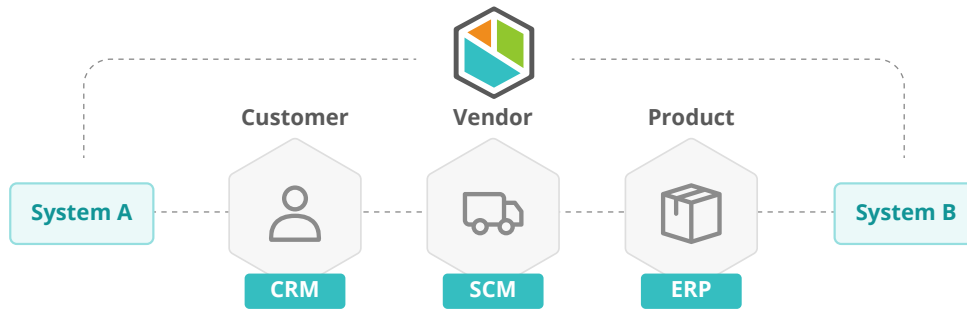 Customer
Vendor
Product
System A
System B
CRM
SCM
ERP